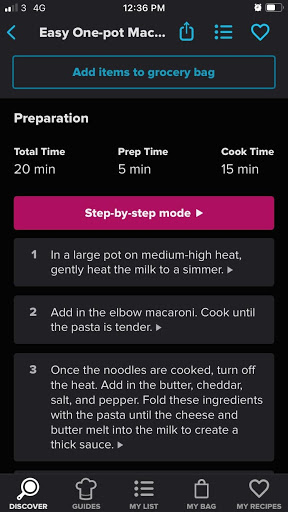 3 4G 12:36 PM
Easy One-pot Mac...
Add items to grocery bag
Preparation
Total Time Prep Time Cook Time
20 min 5 min 15 min
Step-by-step mode ▶
1 In a large pot on medium-high heat,
gently heat the milk to a simmer. ▶
2 Add in the elbow macaroni. Cook until
the pasta is tender. ▶
3 Once the noodles are cooked, turn off
the heat. Add in the butter, cheddar,
salt, and pepper. Fold these ingredients
with the pasta until the cheese and
butter melt into the milk to create a
thick sauce. ▶
DISCOVER GUIDES MY LIST MY BAG MY RECIPES